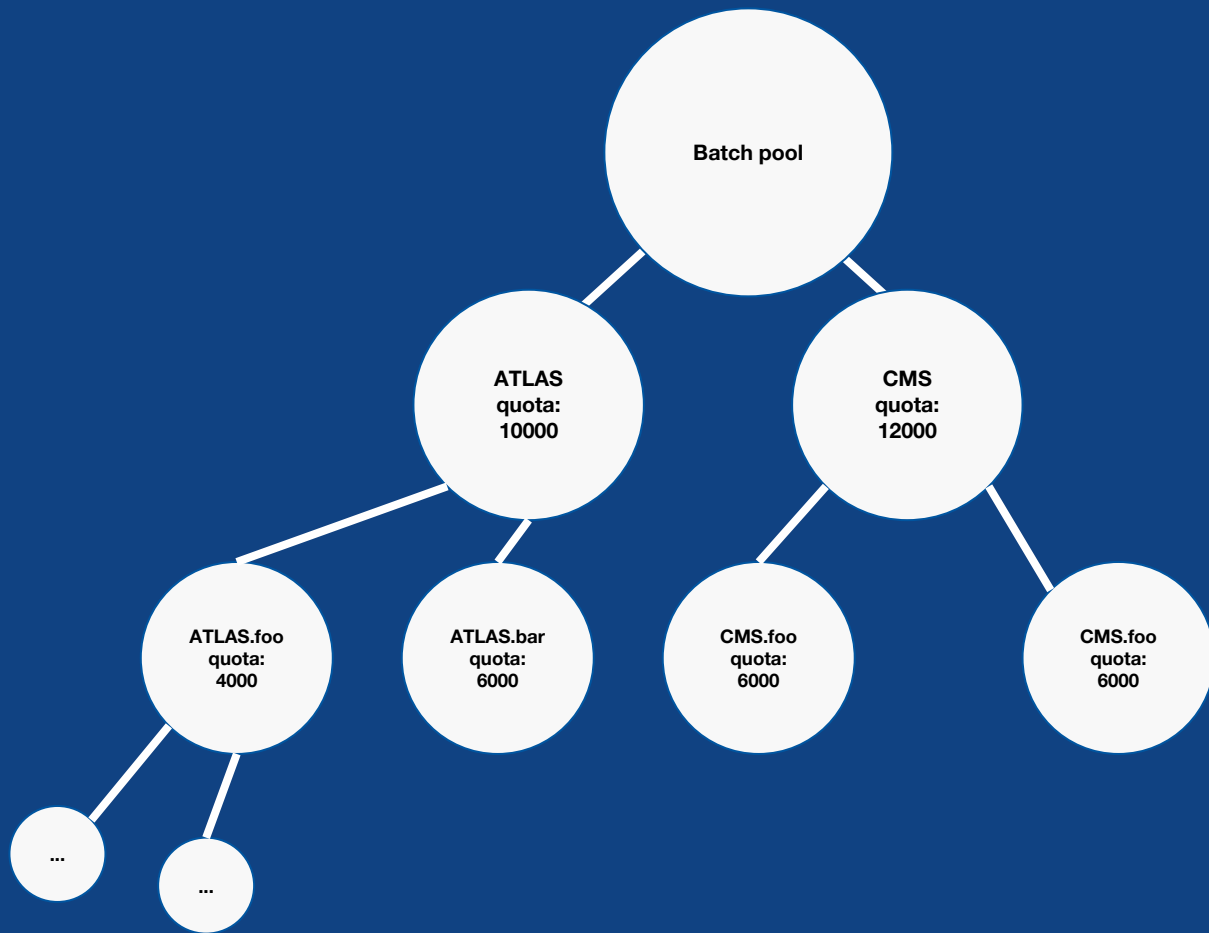 Batch pool
ATLAS
quota:
10000
CMS
quota:
12000
ATLAS.foo
quota:
4000
ATLAS.bar
quota:
6000
CMS.foo
quota:
6000
CMS.foo
quota:
6000
...
...